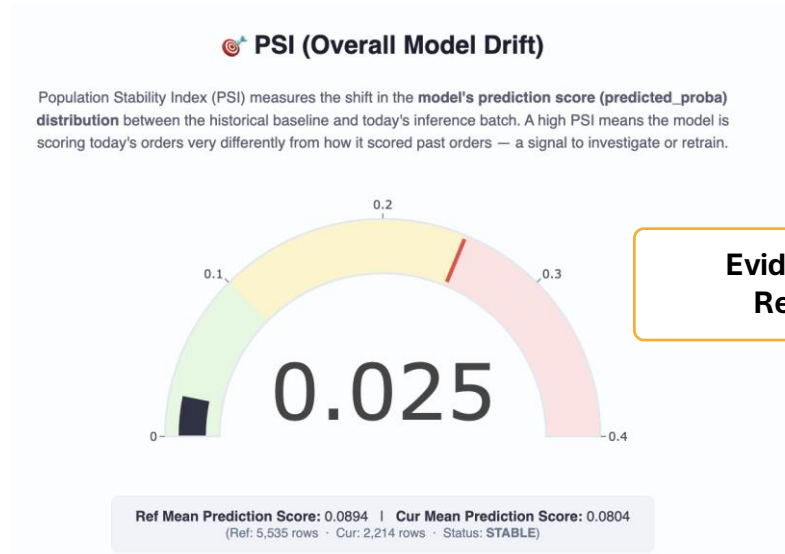 PSI (Overall Model Drift)
Population Stability Index (PSI) measures the shift in the model's prediction score (predicted_proba)
distribution between the historical baseline and today's inference batch. A high PSI means the model is
scoring today's orders very differently from how it scored past orders — a signal to investigate or retrain.
0.2
0.1
0.3
Evid
Re
0.025
0
0.4
Ref Mean Prediction Score: 0.0894 | Cur Mean Prediction Score: 0.0804
(Ref: 5,535 rows · Cur: 2,214 rows · Status: STABLE)